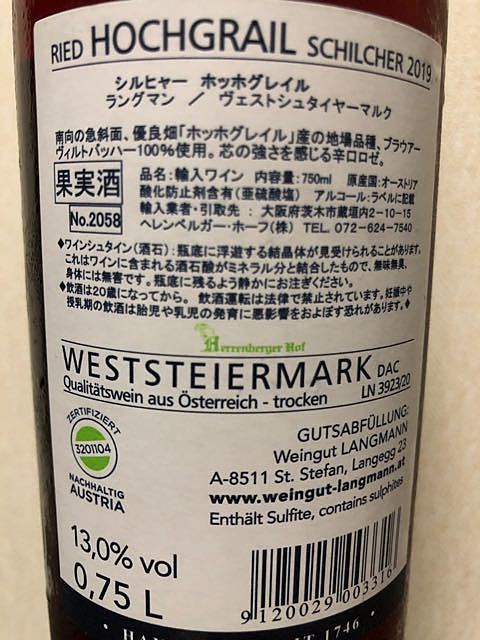 RIED HOCHGRAIL SCHILCHER 2019
シルヒャー ホッホグレイル
ラングマン ／ ヴェストシュタイヤーマルク
南向の急斜面、優良畑「ホッホグレイル」産の地場品種、ブラウアー
ヴィルトバッハー100％使用。芯の強さを感じる辛口ロゼ。
果実酒
No.2058
品名：輸入ワイン 内容量：750ml 原産国：オーストリア
酸化防止剤含有（亜硫酸塩） アルコール：ラベルに記載
輸入業者・引取先 ： 大阪府茨木市蔵垣内2－10－15
ヘレンベルガー・ホーフ（株） TEL. 072-624-7540
◆ワインシュタイン（酒石）：瓶底に浮遊する結晶体が見受けられることがあります。
これはワインに含まれる酒石酸がミネラル分と結合したもので、無味無臭、
身体には無害です。瓶底に残るよう静かにお注ぎください。
◆飲酒は20歳になってから。 飲酒運転は法律で禁止されています。妊娠中や
授乳期の飲酒は胎児や乳児の発育に悪影響をおよぼす恐れがあります。◆
Herrenberger Hof
WESTSTEIERMARK DAC
Qualitätswein aus Österreich - trocken
LN 3923/20
ZERTIFIZIERT
3201104
NACHHALTIG
AUSTRIA
GUTSABFÜLLUNG:
Weingut LANGMANN
A-8511 St. Stefan, Langegg 23
www.weingut-langmann.at
Enthält Sulfite, contains sulphites
13,0% vol
0,75 L
9120029003316
1746